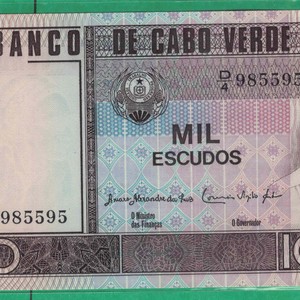 BANCO DE CABO VERDE
D/4 985595
MIL
ESCUDOS
985595
O Ministro
das Finanças
O Governador